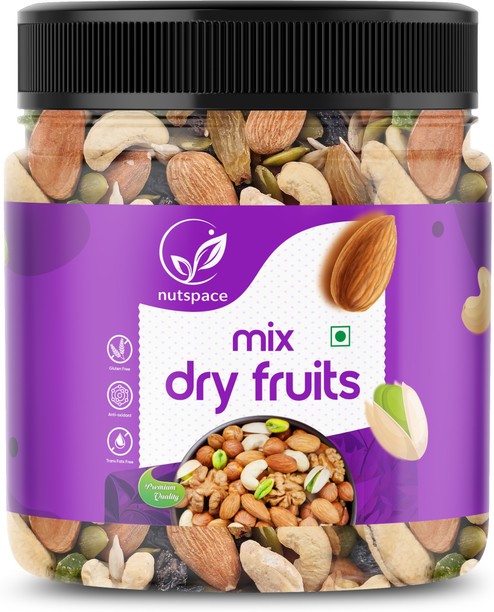 nutspace
mix
dry fruits
Gluten Free
Anti-oxidant
Trans Fats Free
Premium
Quality